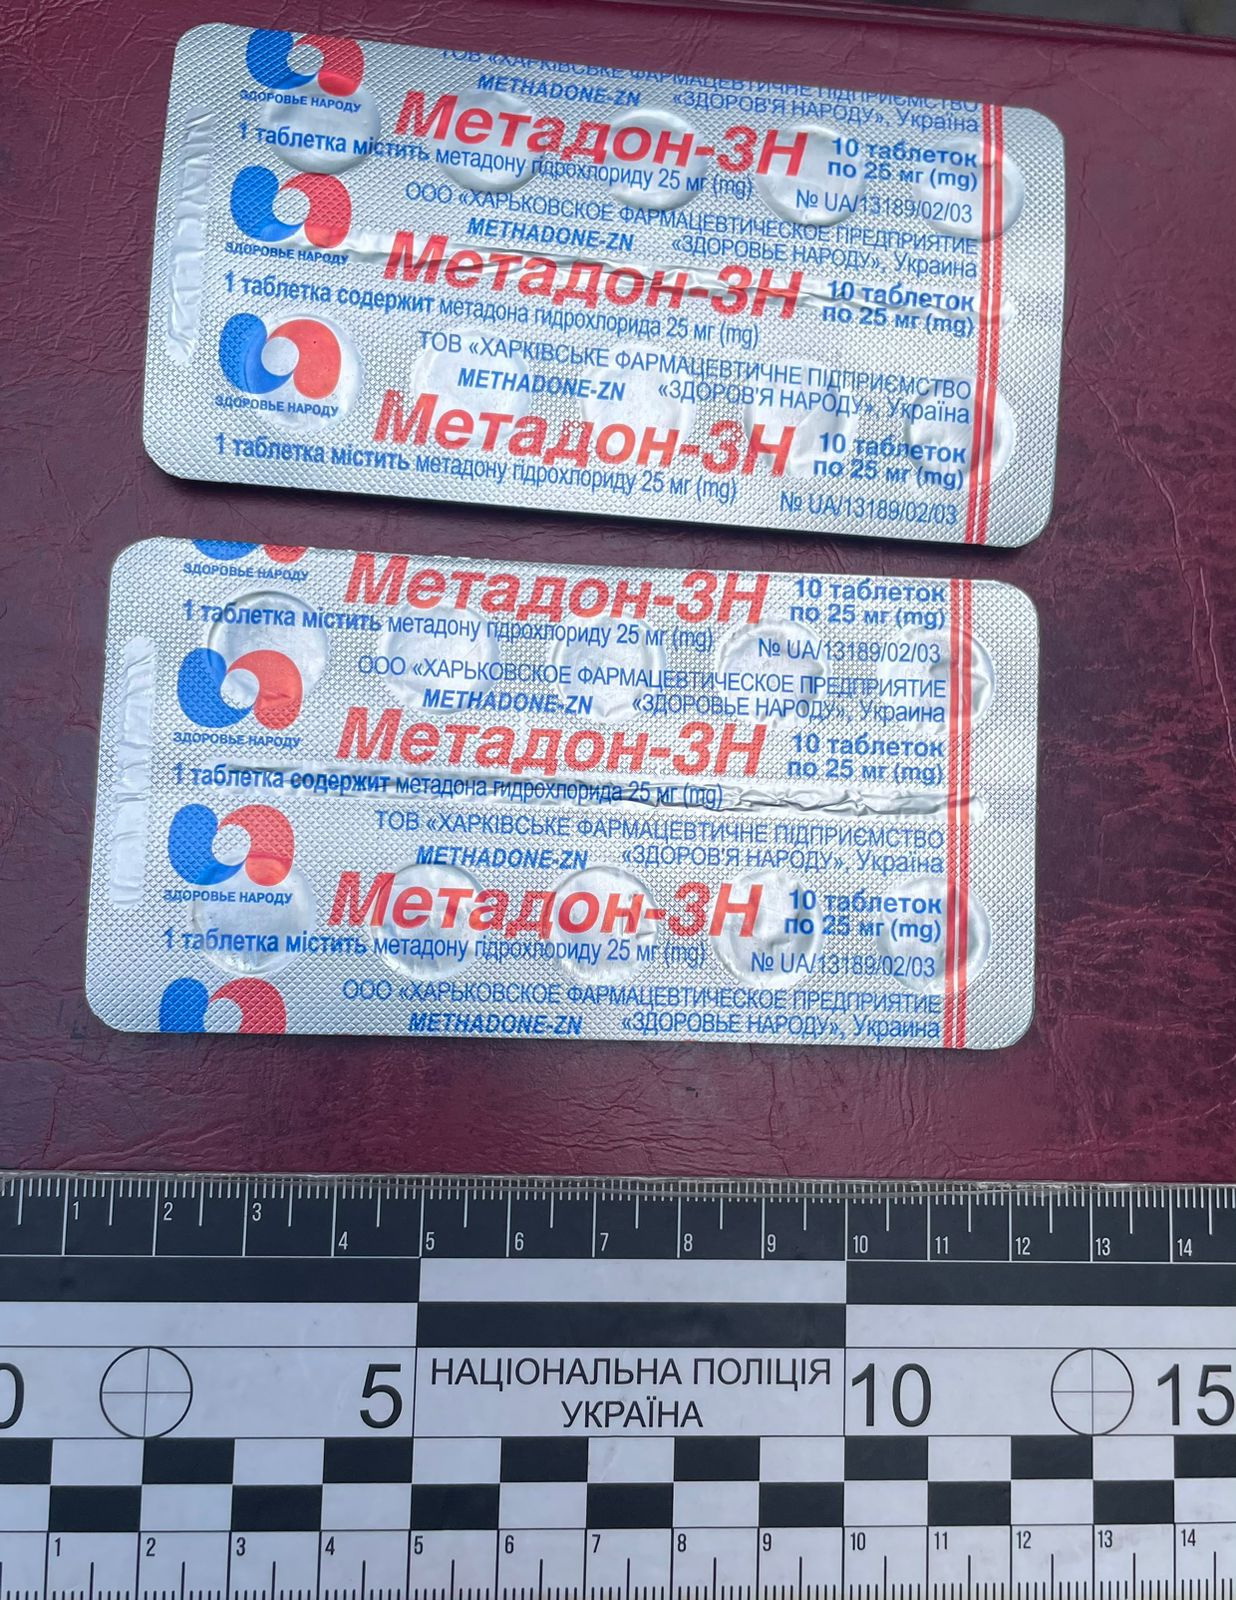 ТОВ «ХАРКІВСЬКЕ ФАРМАЦЕВТИЧНЕ ПІДПРИЄМСТВО
METHADONE-ZN «ЗДОРОВ'Я НАРОДУ», Україна
ЗДОРОВЬЕ НАРОДУ
Метадон-ЗН 10 таблеток
по 25 мг (mg)
1 таблетка містить метадону гідрохлориду 25 мг (mg)
№ UA/13189/02/03
ООО «ХАРЬКОВСКОЕ ФАРМАЦЕВТИЧЕСКОЕ ПРЕДПРИЯТИЕ
METHADONE-ZN «ЗДОРОВЬЕ НАРОДУ», Украина
ЗДОРОВЬЕ НАРОДУ
Метадон-ЗН 10 таблеток
по 25 мг (mg)
1 таблетка содержит метадона гидрохлорида 25 мг (mg)
ТОВ «ХАРКІВСЬКЕ ФАРМАЦЕВТИЧНЕ ПІДПРИЄМСТВО
METHADONE-ZN «ЗДОРОВ'Я НАРОДУ», Україна
ЗДОРОВЬЕ НАРОДУ
Метадон-ЗН 10 таблеток
по 25 мг (mg)
1 таблетка містить метадону гідрохлориду 25 мг (mg)
№ UA/13189/02/03
ЗДОРОВЬЕ НАРОДУ
Метадон-ЗН 10 таблеток
по 25 мг (mg)
1 таблетка містить метадону гідрохлориду 25 мг (mg)
№ UA/13189/02/03
ООО «ХАРЬКОВСКОЕ ФАРМАЦЕВТИЧЕСКОЕ ПРЕДПРИЯТИЕ
METHADONE-ZN «ЗДОРОВЬЕ НАРОДУ», Украина
ЗДОРОВЬЕ НАРОДУ
Метадон-ЗН 10 таблеток
по 25 мг (mg)
1 таблетка содержит метадона гидрохлорида 25 мг (mg)
ТОВ «ХАРКІВСЬКЕ ФАРМАЦЕВТИЧНЕ ПІДПРИЄМСТВО
METHADONE-ZN «ЗДОРОВ'Я НАРОДУ», Україна
ЗДОРОВЬЕ НАРОДУ
Метадон-ЗН 10 таблеток
по 25 мг (mg)
1 таблетка містить метадону гідрохлориду 25 мг (mg)
№ UA/13189/02/03
ООО «ХАРЬКОВСКОЕ ФАРМАЦЕВТИЧЕСКОЕ ПРЕДПРИЯТИЕ
METHADONE-ZN «ЗДОРОВЬЕ НАРОДУ», Украина
1 2 3 4 5 6 7 8 9 10 11 12 13 14
0 5 НАЦІОНАЛЬНА ПОЛІЦІЯ 10 15
УКРАЇНА
1 2 3 4 5 6 7 8 9 10 11 12 13 14